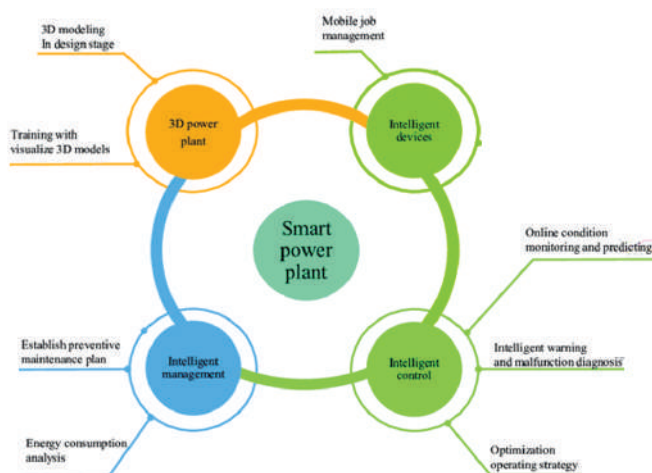 3D modeling
In design stage
Mobile job
management
3D power
plant
Intelligent
devices
Training with
visualize 3D models
Smart
power
plant
Online condition
monitoring and predicting
Establish preventive
maintenance plan
Intelligent
management
Intelligent
control
Intelligent warning
and malfunction diagnosis
Energy consumption
analysis
Optimization
operating strategy